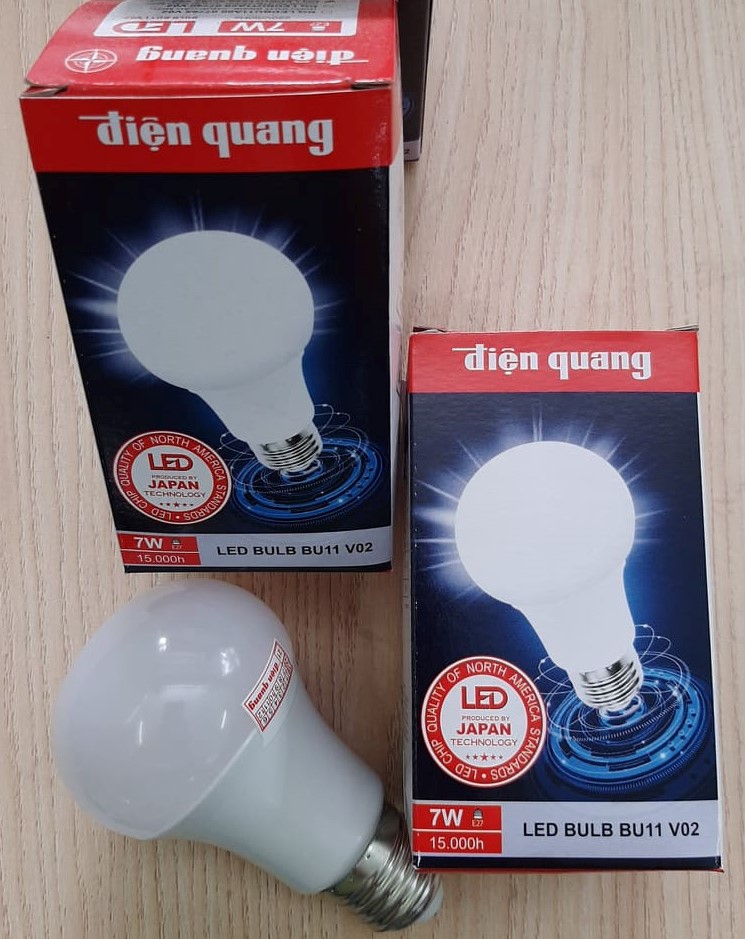 7W LED
điện quang
điện quang
LED CHIP QUALITY OF NORTH AMERICA STANDARDS
LED
PRODUCED BY
JAPAN
TECHNOLOGY
7W E27
15.000h
LED BULB BU11 V02
điện quang
LED CHIP QUALITY OF NORTH AMERICA STANDARDS
LED
PRODUCED BY
JAPAN
TECHNOLOGY
7W E27
15.000h
LED BULB BU11 V02